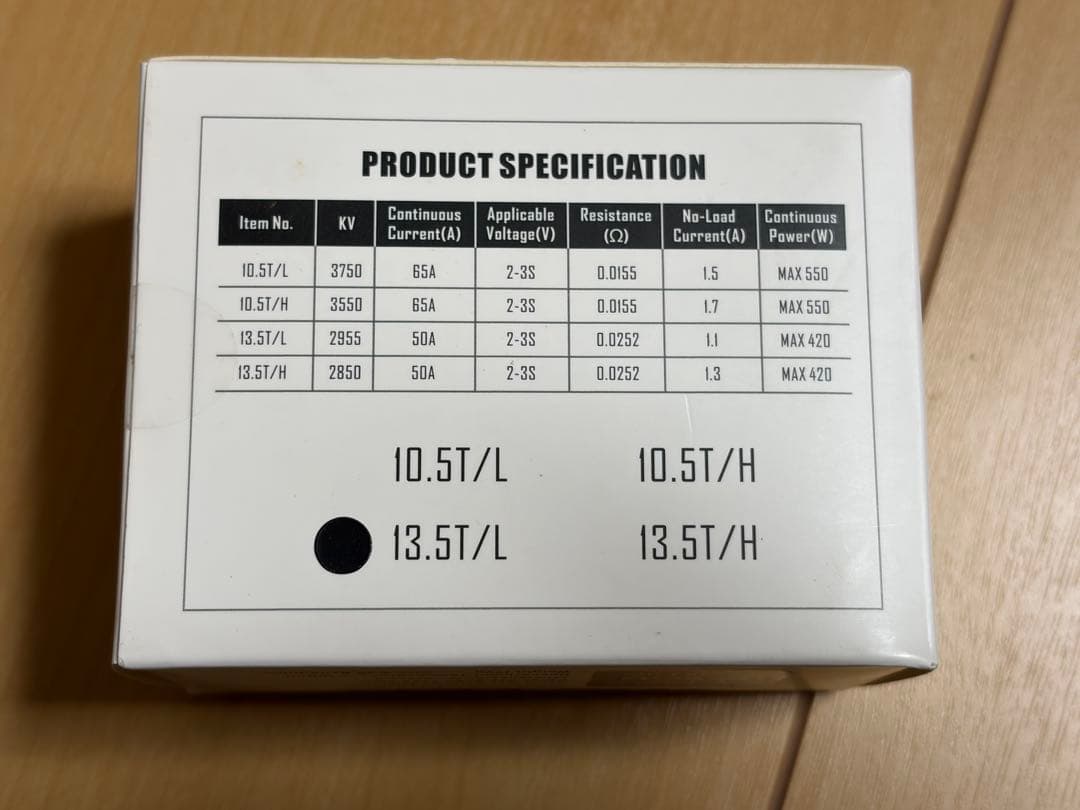 PRODUCT SPECIFICATION
Item No. KV Continuous Current(A) Applicable Voltage(V) Resistance (Ω) No-Load Current(A) Continuous Power(W)
10.5T/L 3750 65A 2-3S 0.0155 1.5 MAX 550
10.5T/H 3550 65A 2-3S 0.0155 1.7 MAX 550
13.5T/L 2955 50A 2-3S 0.0252 1.1 MAX 420
13.5T/H 2850 50A 2-3S 0.0252 1.3 MAX 420
10.5T/L 10.5T/H
13.5T/L 13.5T/H